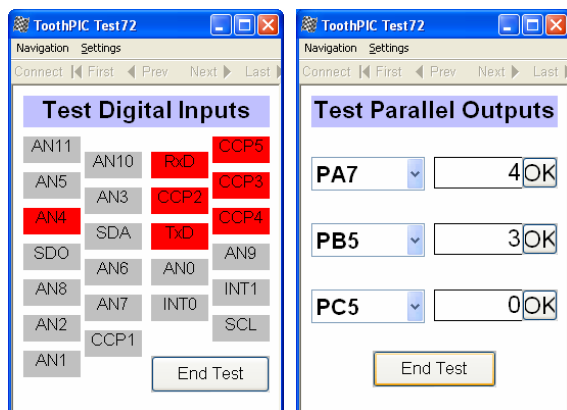 ToothPIC Test72
Navigation Settings
Connect First Prev Next Last
Test Digital Inputs
AN11
AN5
AN4
SDO
AN8
AN2
AN1
AN10
AN3
SDA
AN6
AN7
CCP1
RxD
CCP2
TxD
AN0
INT0
CCP5
CCP3
CCP4
AN9
INT1
SCL
End Test
ToothPIC Test72
Navigation Settings
Connect First Prev Next Last
Test Parallel Outputs
PA7 4 OK
PB5 3 OK
PC5 0 OK
End Test